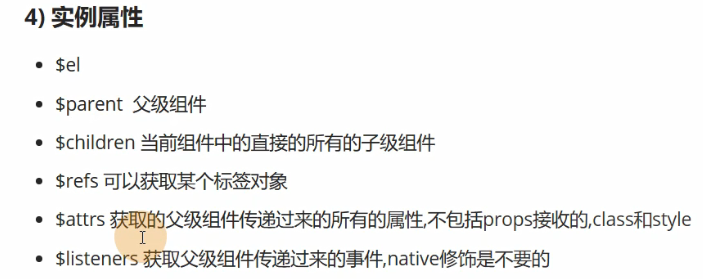 4) 实例属性
$el
$parent 父级组件
$children 当前组件中的直接的所有的子级组件
$refs 可以获取某个标签对象
$attrs 获取的父级组件传递过来的所有的属性,不包括props接收的,class和style
$listeners 获取父级组件传递过来的事件,native修饰是不要的